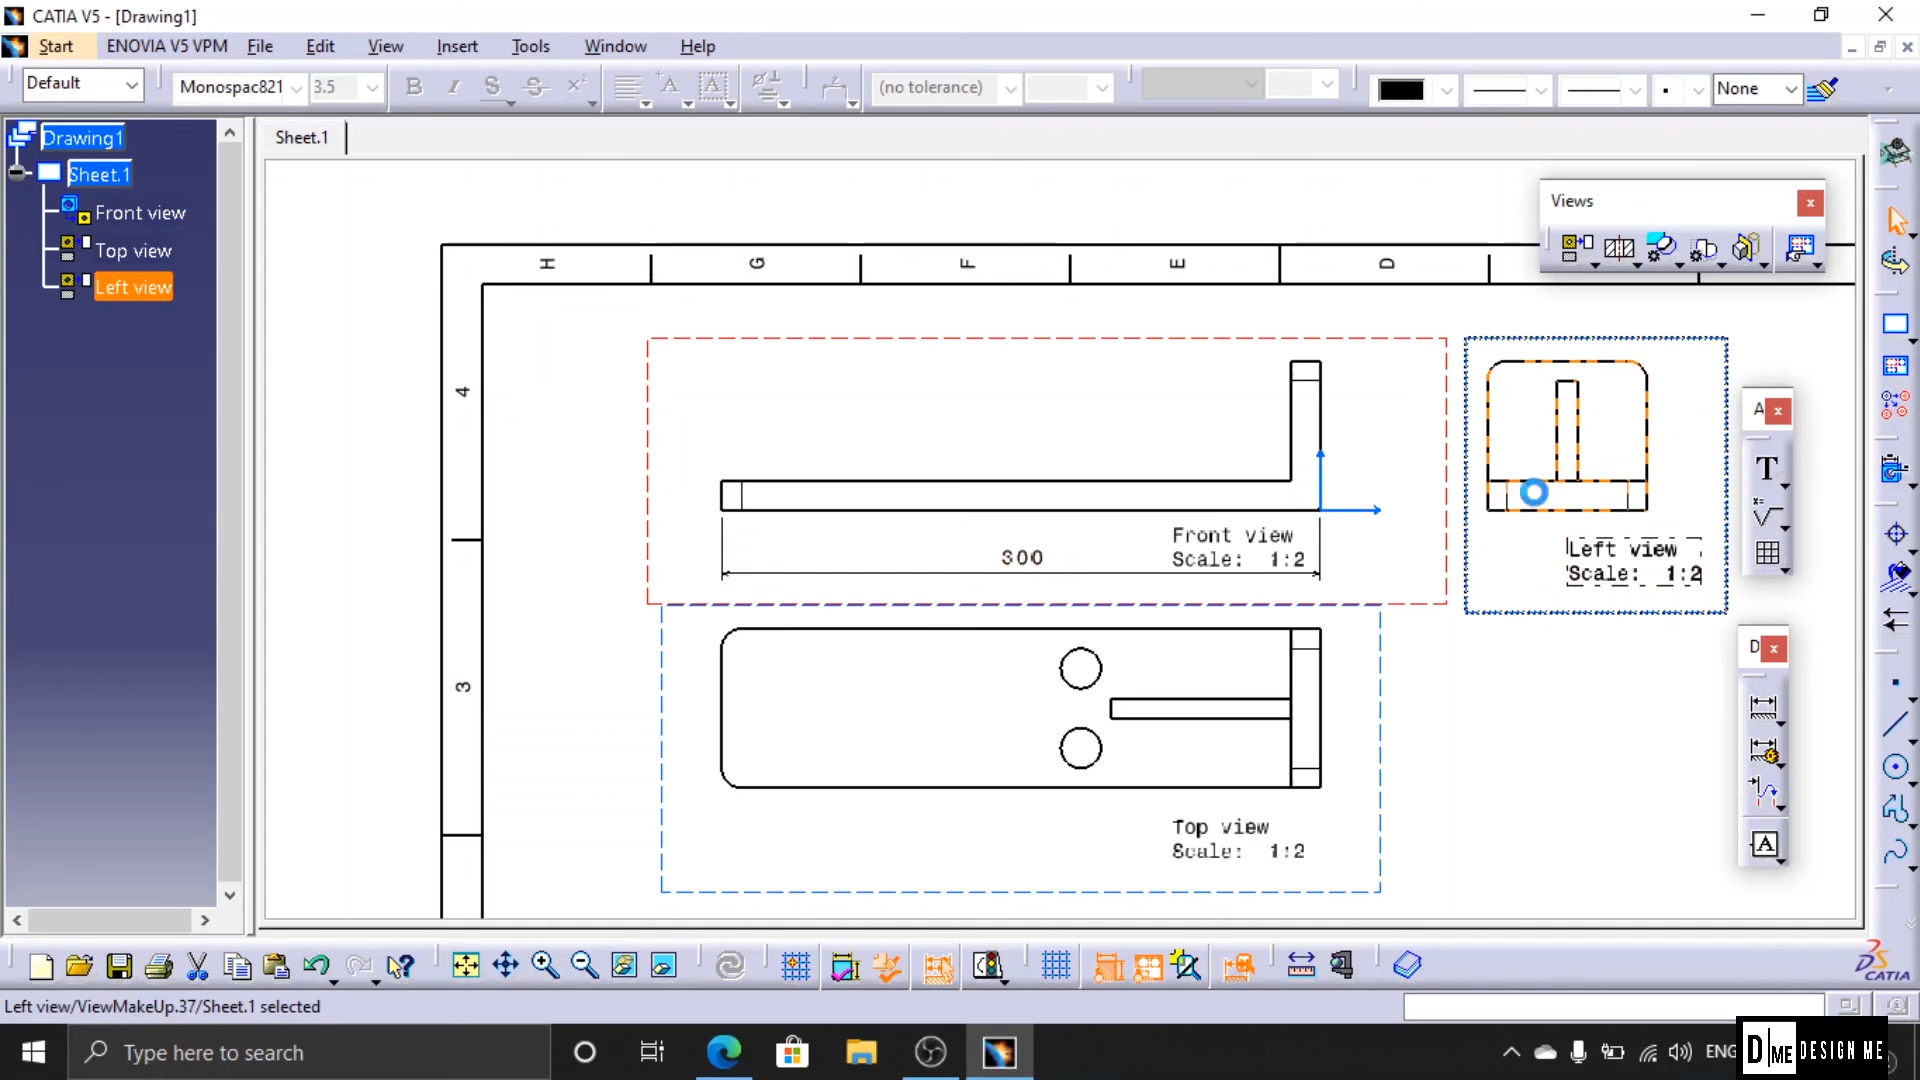 CATIA V5 - [Drawing1]
Start ENOVIA V5 VPM File Edit View Insert Tools Window Help
Default Monospac821 3.5 B I S S (no tolerance) None
Drawing1
Sheet.1
Front view
Top view
Left view
Sheet.1
Views
H G F E D
4
3
A
T
D
A
300
Front view
Scale: 1:2
Left view
Scale: 1:2
Top view
Scale: 1:2
Left view/ViewMakeUp.37/Sheet.1 selected
DS
CATIA
Type here to search
ENG
D ME DESIGN ME